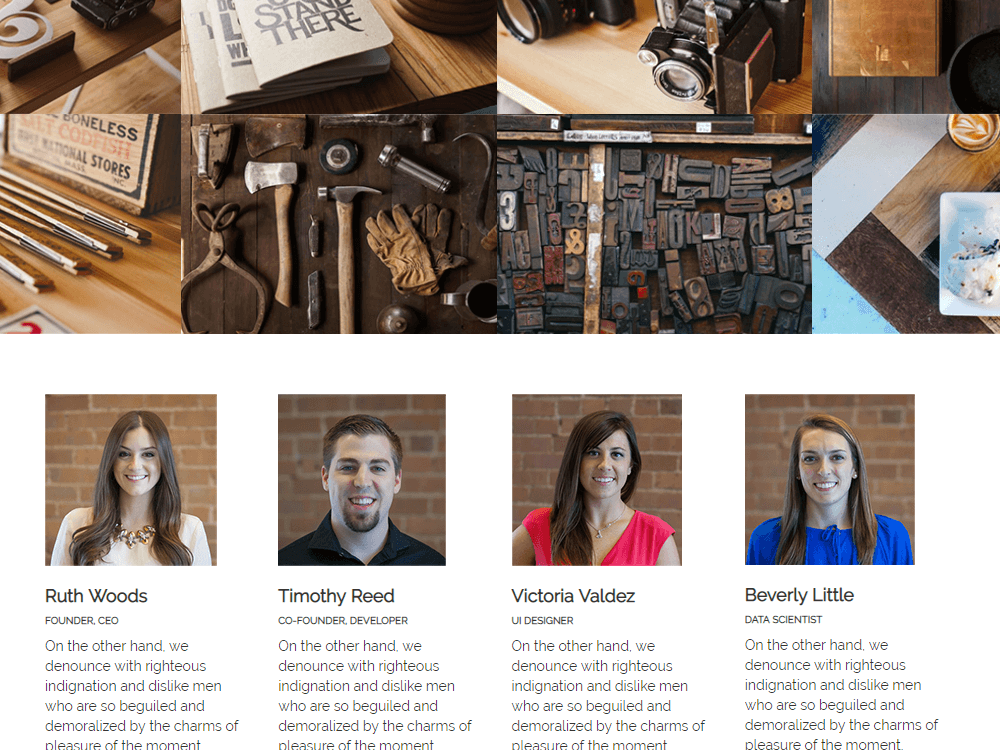 STAND
THERE
BONELESS
NATIONAL STORES
MASS.
INC
Ruth Woods
FOUNDER, CEO
On the other hand, we
denounce with righteous
indignation and dislike men
who are so beguiled and
demoralized by the charms of
pleasure of the moment
Timothy Reed
CO-FOUNDER, DEVELOPER
On the other hand, we
denounce with righteous
indignation and dislike men
who are so beguiled and
demoralized by the charms of
pleasure of the moment
Victoria Valdez
UI DESIGNER
On the other hand, we
denounce with righteous
indignation and dislike men
who are so beguiled and
demoralized by the charms of
pleasure of the moment
Beverly Little
DATA SCIENTIST
On the other hand, we
denounce with righteous
indignation and dislike men
who are so beguiled and
demoralized by the charms of
pleasure of the moment,